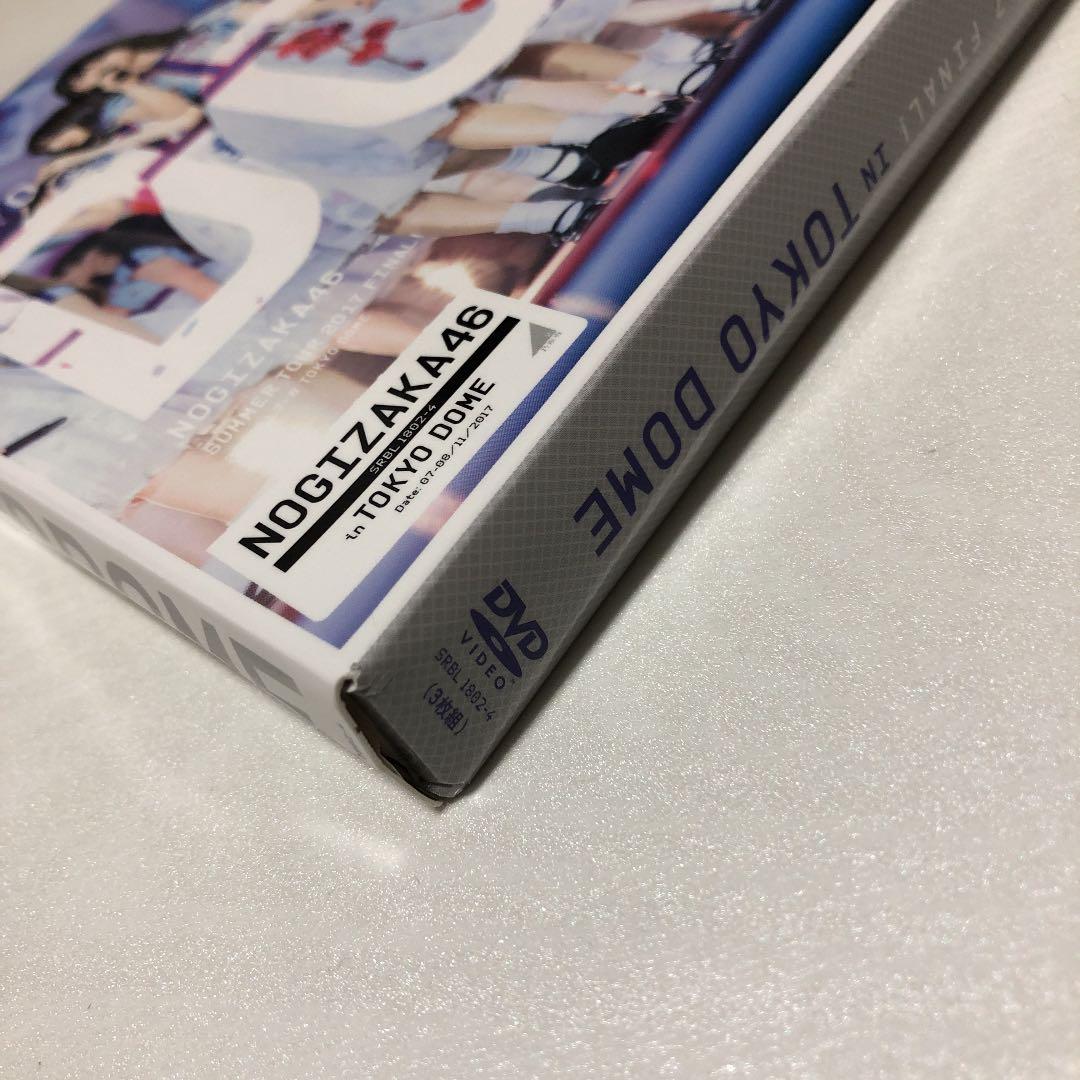 NOGIZAKA46
SUMMER TOUR 2017 FINAL!
NOGIZAKA46
SRBL 1802-4
in TOKYO DOME
Date: 07-08/11/2017
FINAL! IN TOKYO DOME
DVD
VIDEO
SRBL 1802-4
(3枚組)